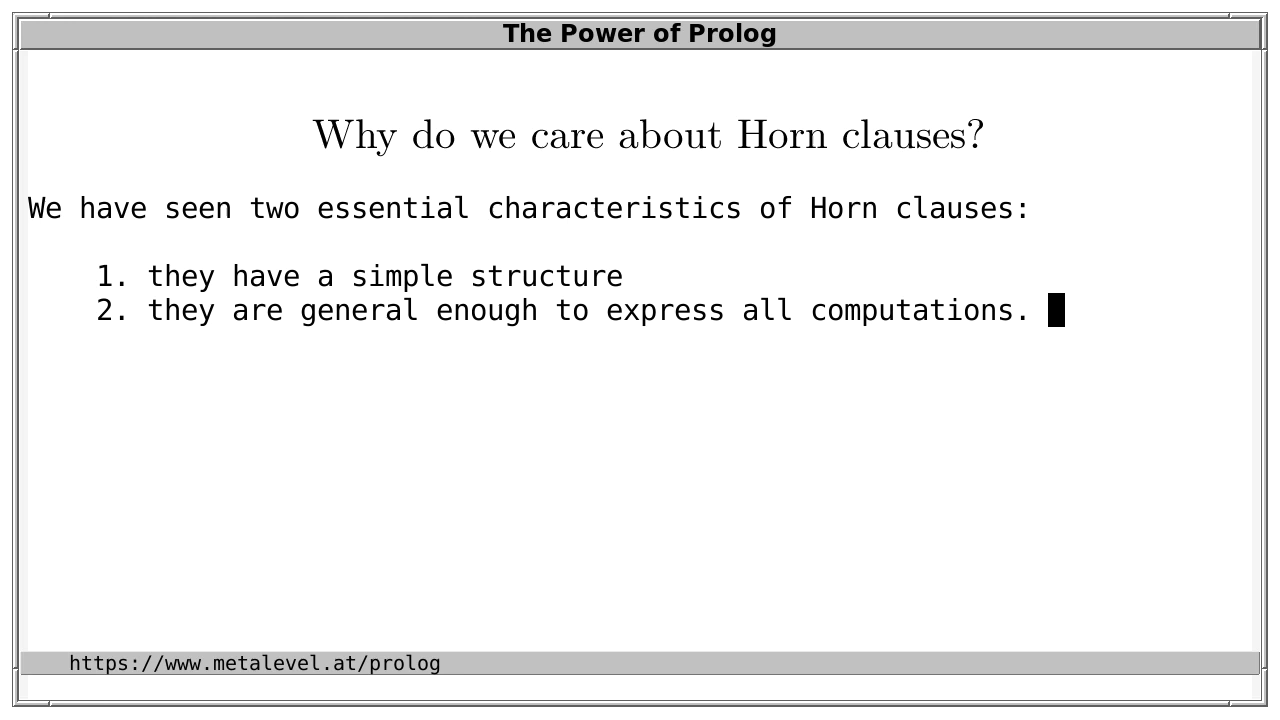 The Power of Prolog
Why do we care about Horn clauses?
We have seen two essential characteristics of Horn clauses:
1. they have a simple structure
2. they are general enough to express all computations.
https://www.metalevel.at/prolog